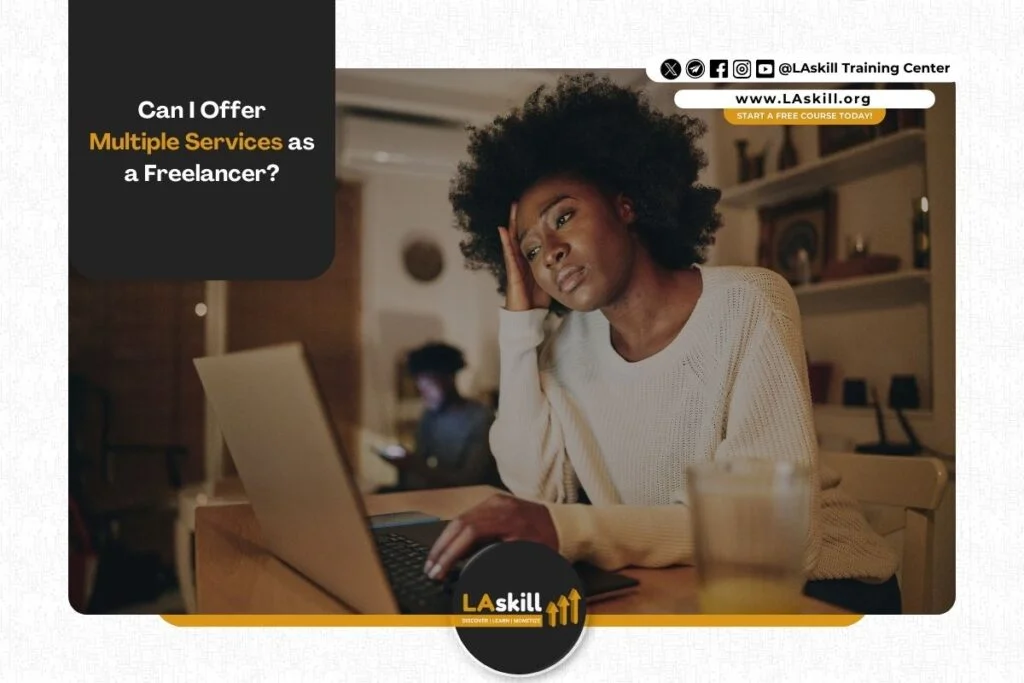 Can I Offer
Multiple Services as
a Freelancer?
@LAskill Training Center
www.LAskill.org
START A FREE COURSE TODAY!
LAskill
DISCOVER | LEARN | MONETIZE